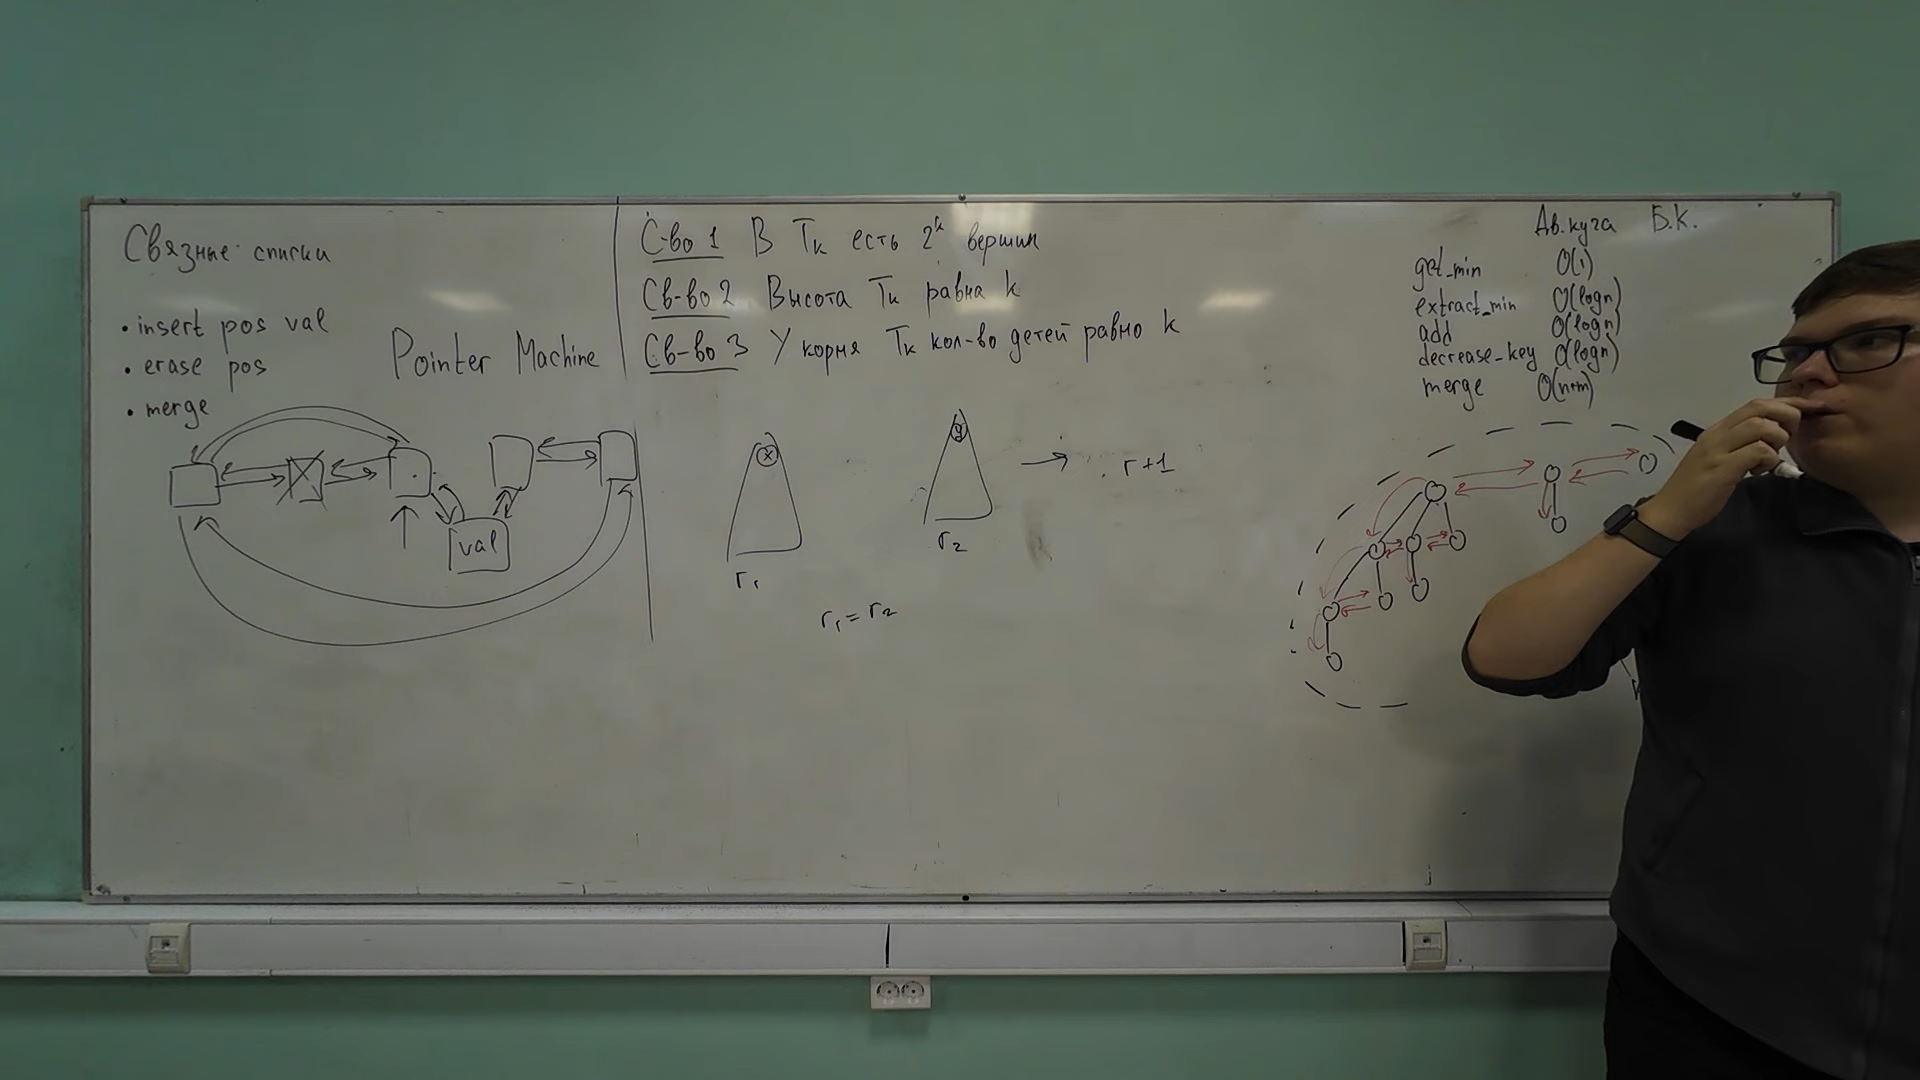 Связные списки
• insert pos val
• erase pos
• merge
Pointer Machine
val
С-во 1 В Tk есть 2^k вершин
Св-во 2 Высота Tk равна k
Св-во 3 У корня Tk кол-во детей равно k
x
r1
y
r2
→ r+1
r1 = r2
Дв. куча Б.К.
get_min O(1)
extract_min O(logn)
add O(logn)
decrease-key O(logn)
merge O(n+m)